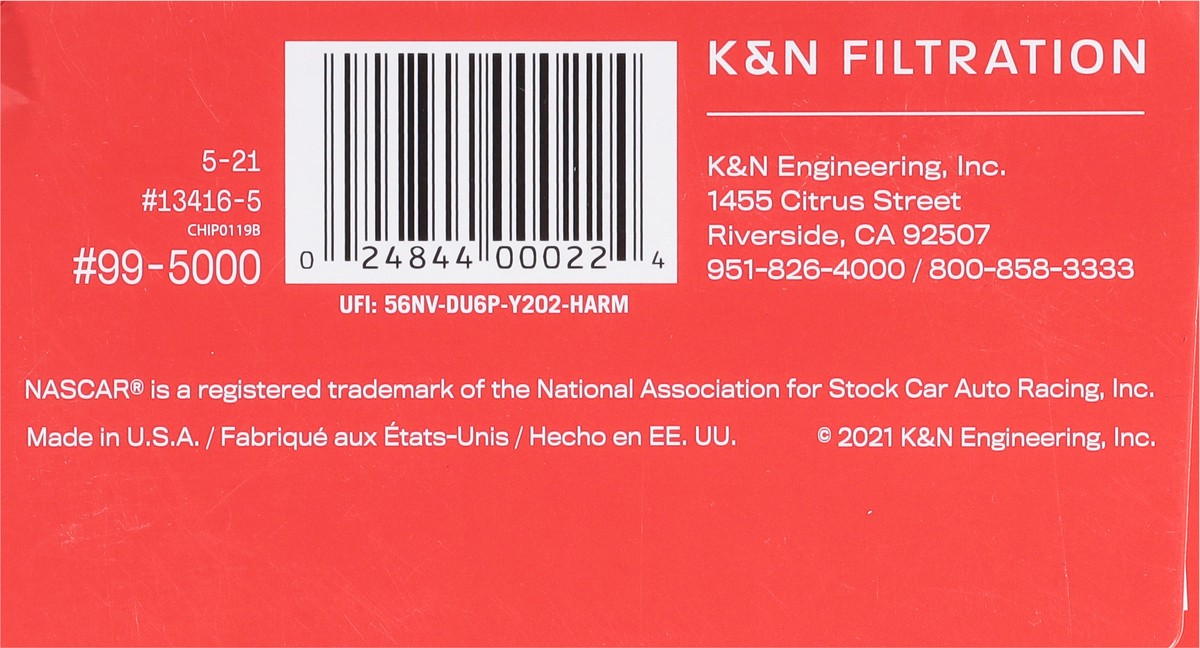 K&N FILTRATION
5-21
#13416-5
CHIP0119B
#99-5000
0 24844 00022 4
UFI: 56NV-DU6P-Y202-HARM
K&N Engineering, Inc.
1455 Citrus Street
Riverside, CA 92507
951-826-4000 / 800-858-3333
NASCAR® is a registered trademark of the National Association for Stock Car Auto Racing, Inc.
Made in U.S.A. / Fabriqué aux États-Unis / Hecho en EE. UU.
© 2021 K&N Engineering, Inc.